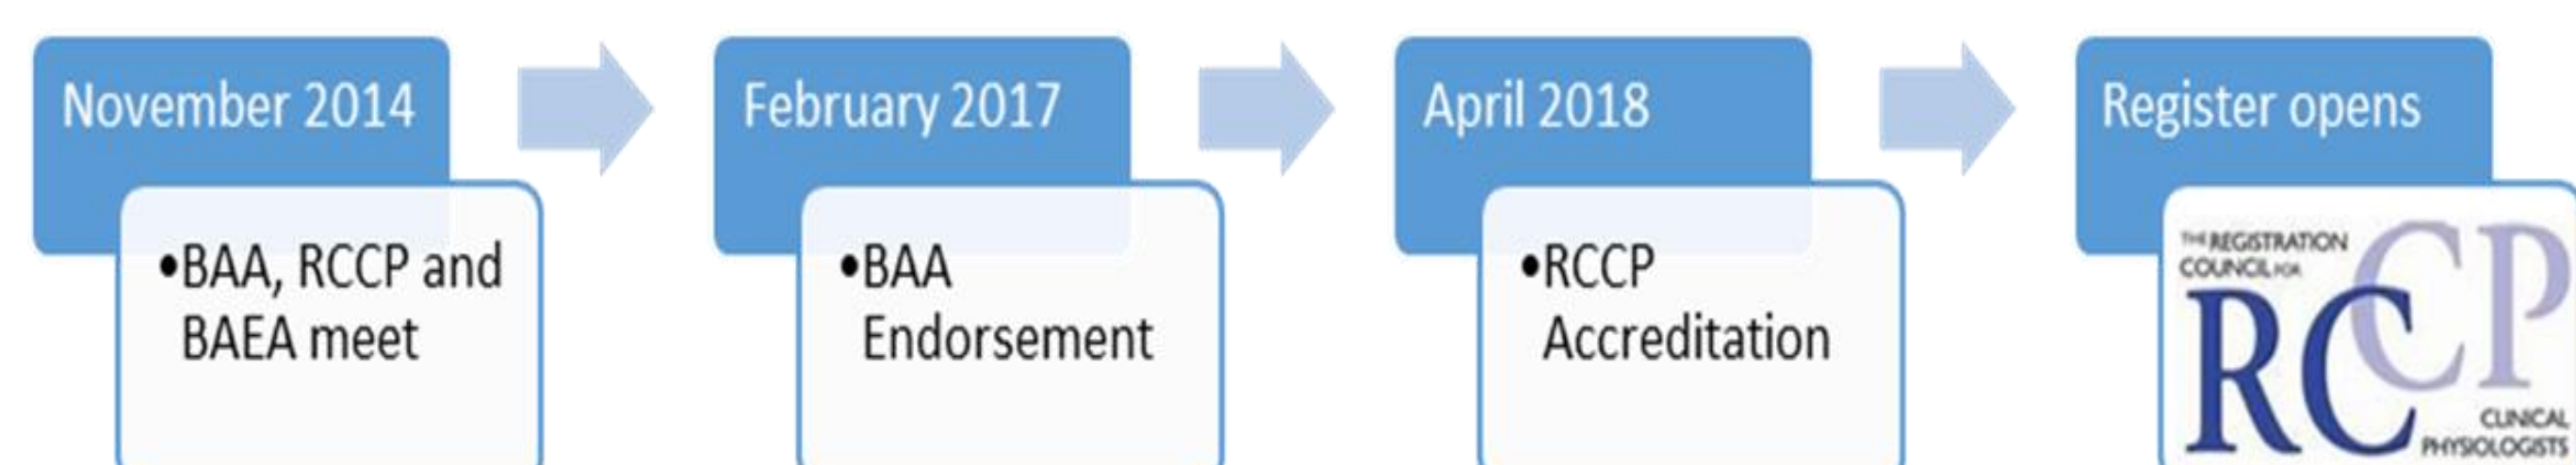 November 2014
•BAA, RCCP and
BAEA meet
February 2017
•BAA
Endorsement
April 2018
•RCCP
Accreditation
Register opens
THE REGISTRATION
COUNCIL FOR
RCCP
CLINICAL
PHYSIOLOGISTS